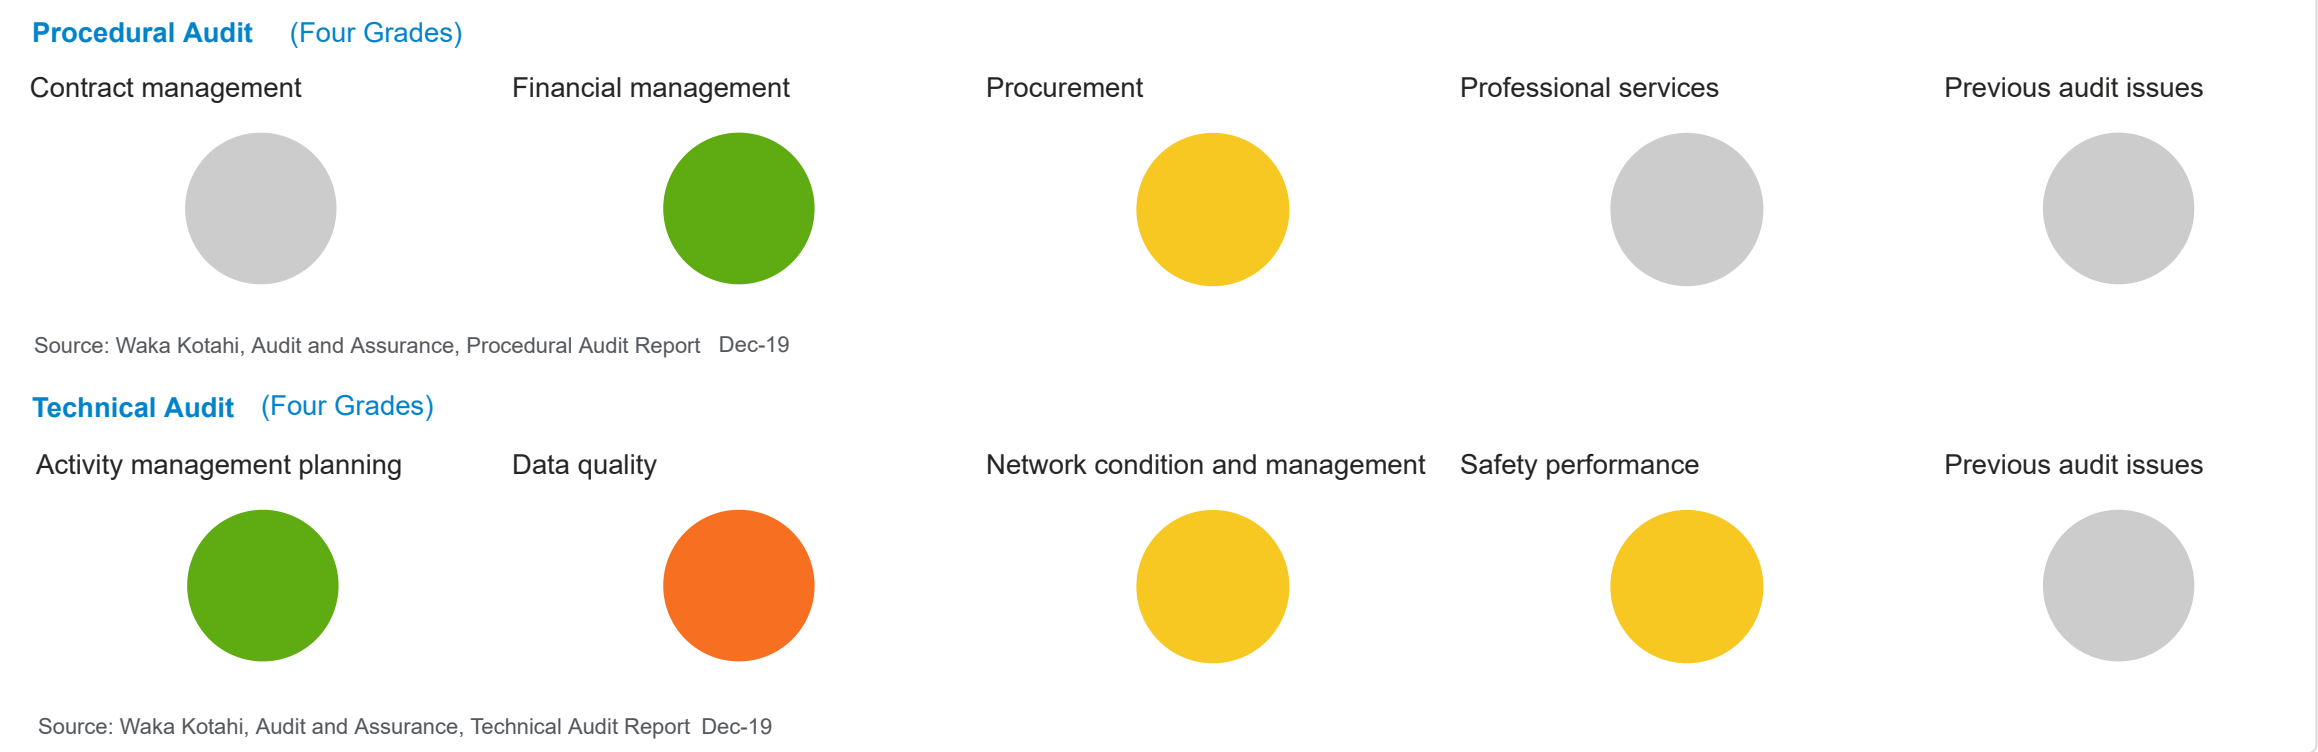 Procedural Audit (Four Grades)
Contract management
Financial management
Procurement
Professional services
Previous audit issues
Source: Waka Kotahi, Audit and Assurance, Procedural Audit Report Dec-19
Technical Audit (Four Grades)
Activity management planning
Data quality
Network condition and management
Safety performance
Previous audit issues
Source: Waka Kotahi, Audit and Assurance, Technical Audit Report Dec-19